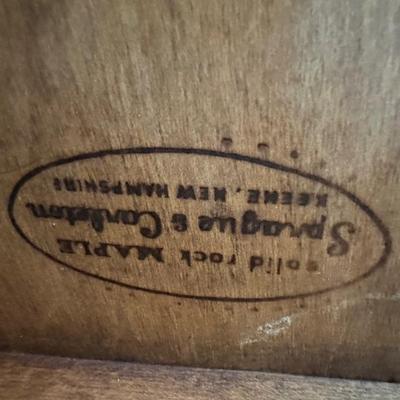 solid rock MAPLE
Sprague & Carleton
KEENE, NEW HAMPSHIRE